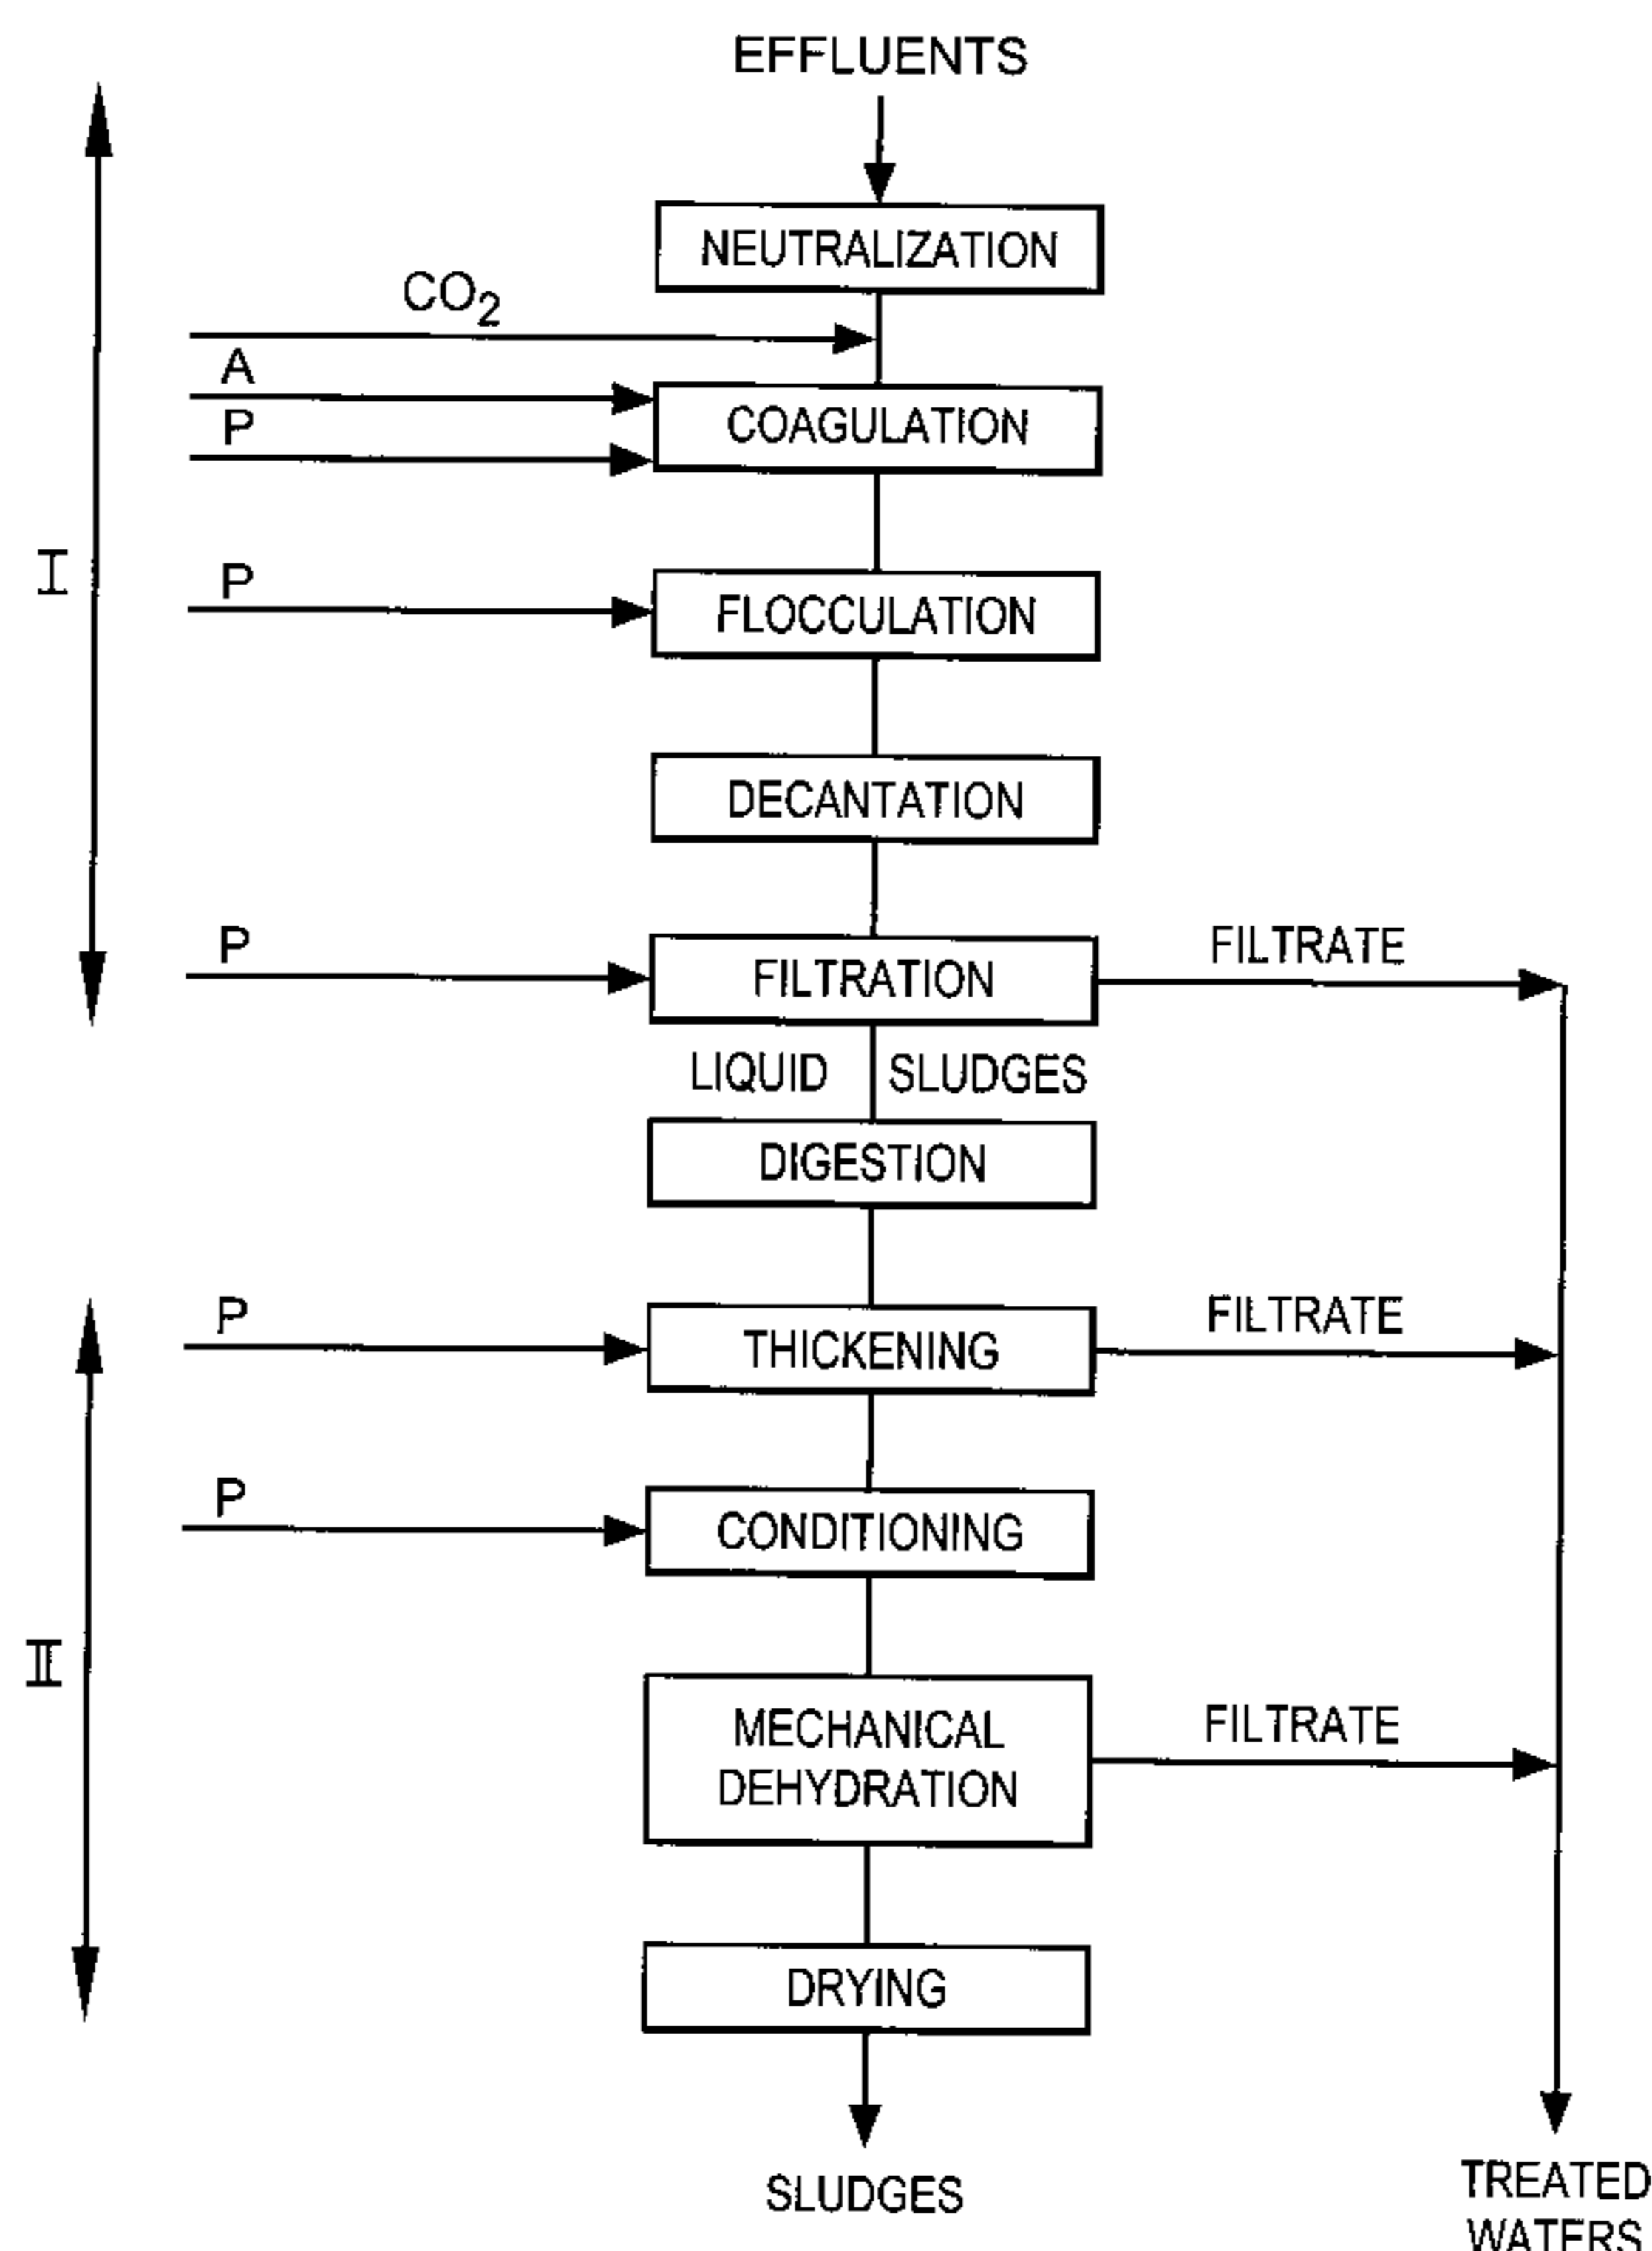 EFFLUENTS
NEUTRALIZATION
CO2
A
COAGULATION
P
I
P
FLOCCULATION
DECANTATION
P
FILTRATION
FILTRATE
LIQUID SLUDGES
DIGESTION
P
THICKENING
FILTRATE
P
CONDITIONING
II
MECHANICAL
DEHYDRATION
FILTRATE
DRYING
SLUDGES
TREATED
WATERS